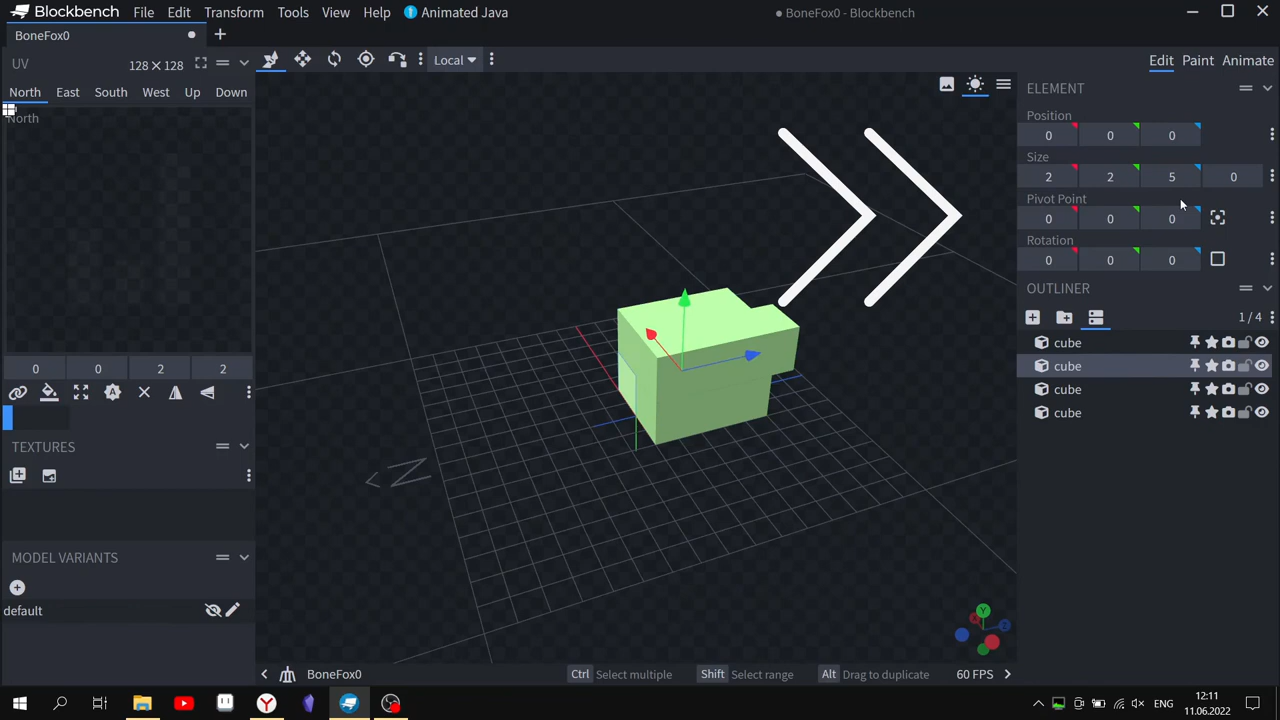 Blockbench File Edit Transform Tools View Help Animated Java ● BoneFox0 - Blockbench
BoneFox0
UV 128 × 128 Local Edit Paint Animate
North East South West Up Down
North
ELEMENT
Position
0 0 0
Size
2 2 5 0
Pivot Point
0 0 0
Rotation
0 0 0
OUTLINER
1 / 4
cube
cube
cube
cube
0 0 2 2
TEXTURES
MODEL VARIANTS
default
N
Y
X
Z
BoneFox0 Ctrl Select multiple Shift Select range Alt Drag to duplicate 60 FPS
ENG 12:11
11.06.2022